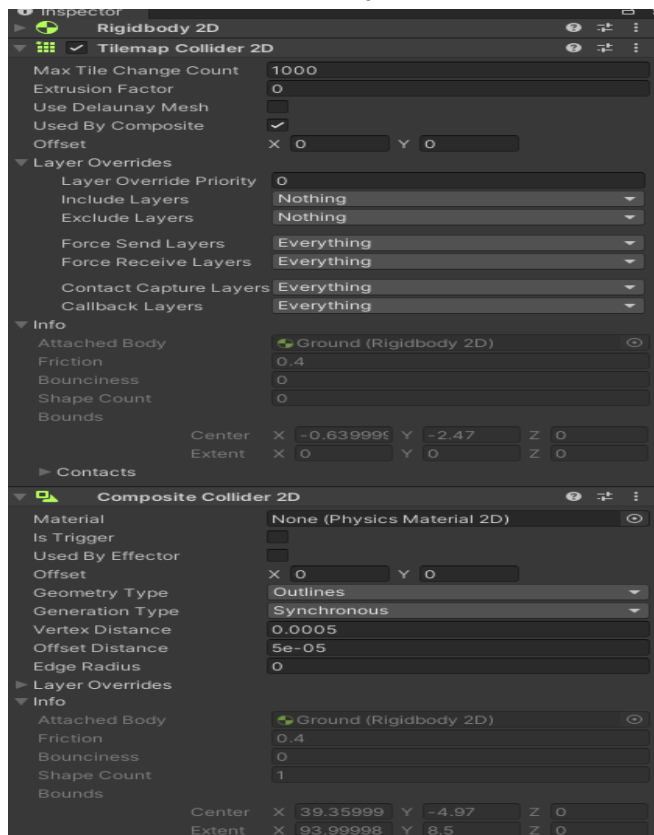 Inspector
Rigidbody 2D
Tilemap Collider 2D
Max Tile Change Count 1000
Extrusion Factor 0
Use Delaunay Mesh
Used By Composite
Offset X 0 Y 0
Layer Overrides
Layer Override Priority 0
Include Layers Nothing
Exclude Layers Nothing
Force Send Layers Everything
Force Receive Layers Everything
Contact Capture Layers Everything
Callback Layers Everything
Info
Attached Body Ground (Rigidbody 2D)
Friction 0.4
Bounciness 0
Shape Count 0
Bounds
Center X -0.639999 Y -2.47 Z 0
Extent X 0 Y 0 Z 0
Contacts
Composite Collider 2D
Material None (Physics Material 2D)
Is Trigger
Used By Effector
Offset X 0 Y 0
Geometry Type Outlines
Generation Type Synchronous
Vertex Distance 0.0005
Offset Distance 5e-05
Edge Radius 0
Layer Overrides
Info
Attached Body Ground (Rigidbody 2D)
Friction 0.4
Bounciness 0
Shape Count 1
Bounds
Center X 39.35999 Y -4.97 Z 0
Extent X 93.99998 Y 8.5 Z 0